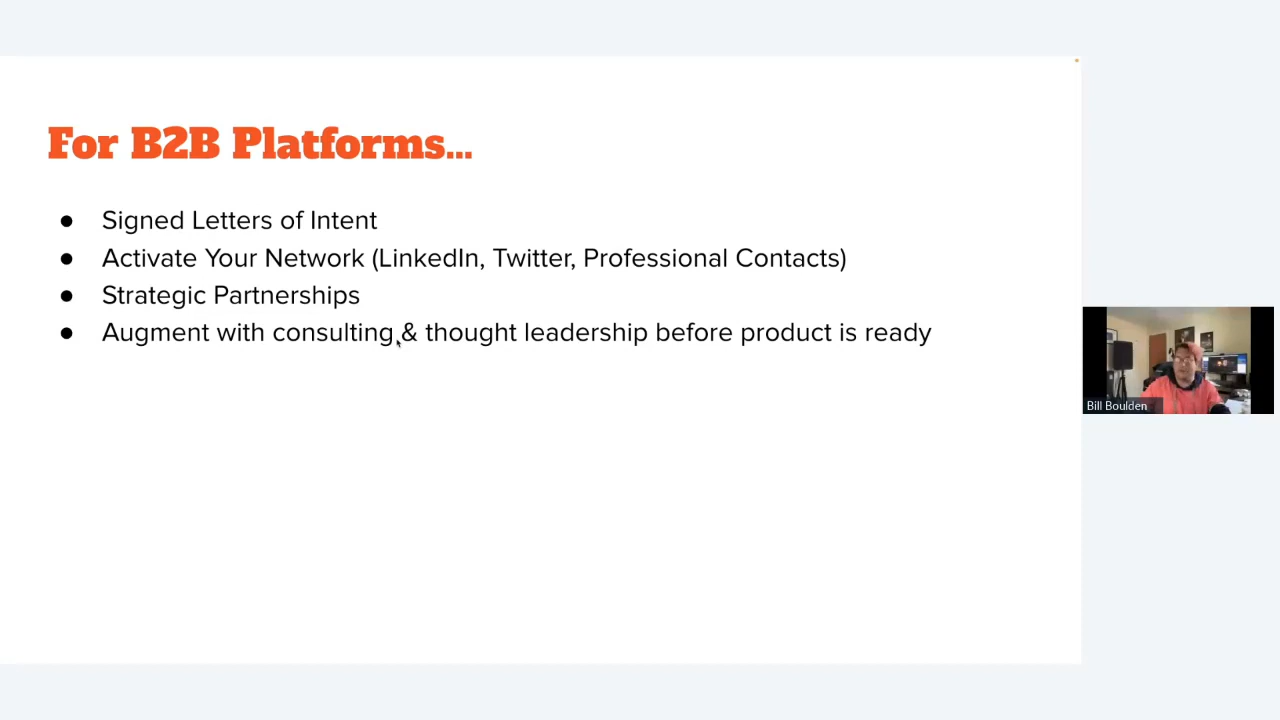 For B2B Platforms...
● Signed Letters of Intent
● Activate Your Network (LinkedIn, Twitter, Professional Contacts)
● Strategic Partnerships
● Augment with consulting & thought leadership before product is ready
Bill Boulden